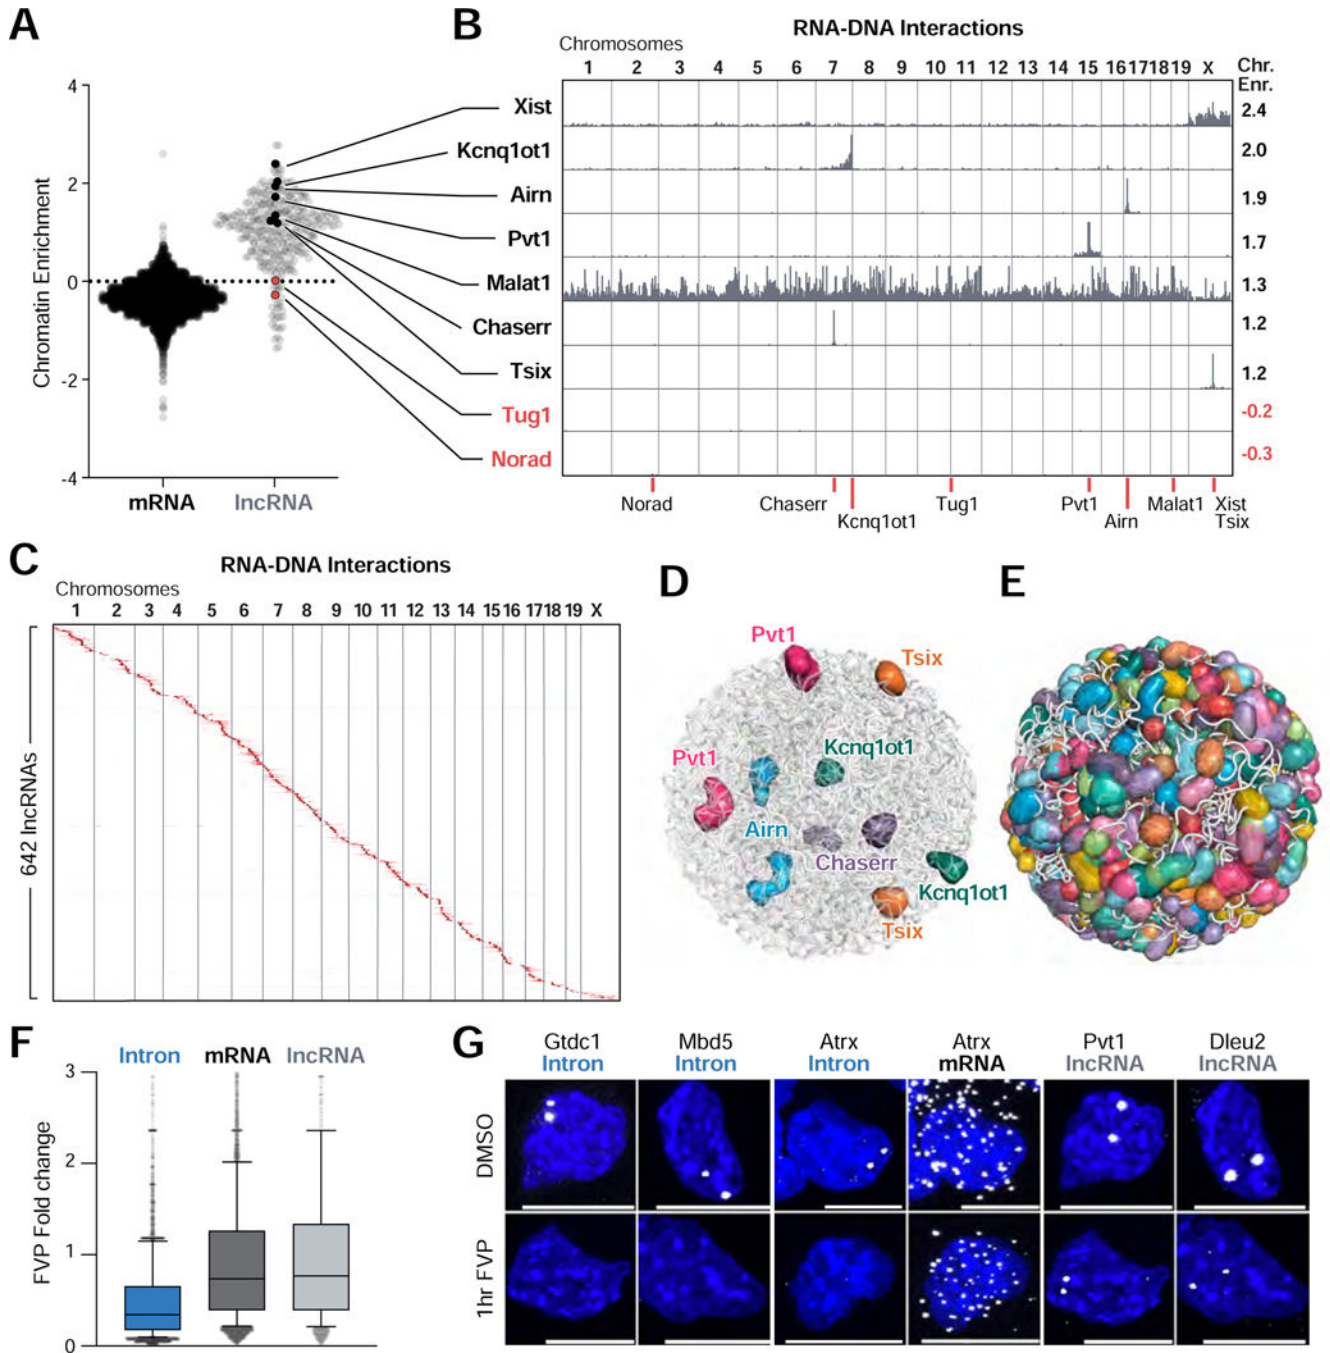 A
4
2
0
-2
-4
Chromatin Enrichment
mRNA
lncRNA
B
RNA-DNA Interactions
Chromosomes
1 2 3 4 5 6 7 8 9 10 11 12 13 14 15 16 17 18 19 X
Chr.
Enr.
Xist 2.4
Kcnq1ot1 2.0
Airn 1.9
Pvt1 1.7
Malat1 1.3
Chaserr 1.2
Tsix 1.2
Tug1 -0.2
Norad -0.3
Norad Chaserr Tug1 Pvt1 Malat1 Xist
Kcnq1ot1 Airn Tsix
C
RNA-DNA Interactions
Chromosomes
1 2 3 4 5 6 7 8 9 10 11 12 13 14 15 16 17 18 19 X
642 lncRNAs
D
Pvt1
Tsix
Kcnq1ot1
Pvt1
Airn
Chaserr
Kcnq1ot1
Tsix
E
F
Intron mRNA lncRNA
3
2
1
0
FVP Fold change
G
Gtdc1 Mbd5 Atrx Atrx Pvt1 Dleu2
Intron Intron Intron mRNA lncRNA lncRNA
DMSO
1hr FVP